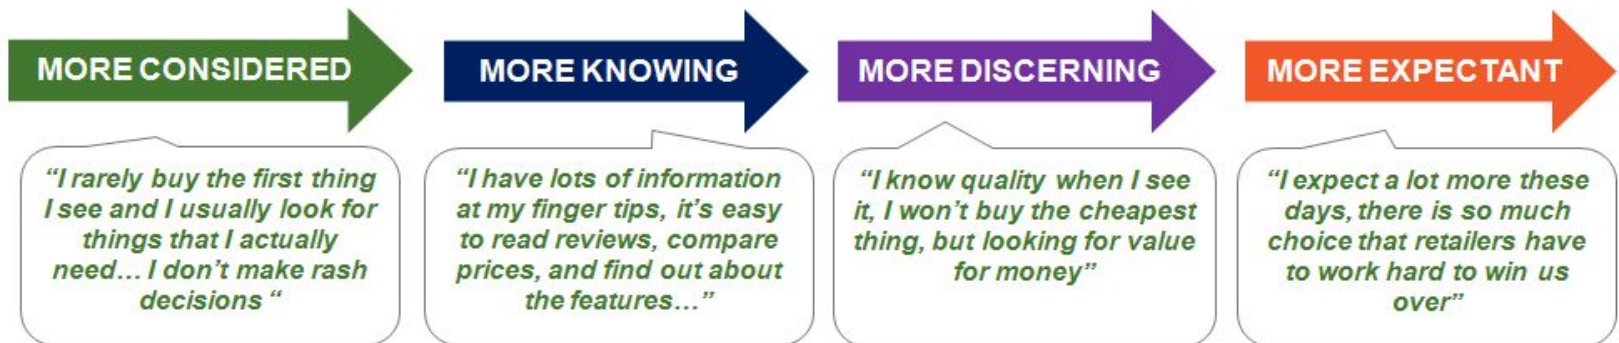 MORE CONSIDERED
MORE KNOWING
MORE DISCERNING
MORE EXPECTANT
“I rarely buy the first thing
I see and I usually look for
things that I actually
need… I don’t make rash
decisions “
“I have lots of information
at my finger tips, it’s easy
to read reviews, compare
prices, and find out about
the features…”
“I know quality when I see
it, I won’t buy the cheapest
thing, but looking for value
for money”
“I expect a lot more these
days, there is so much
choice that retailers have
to work hard to win us
over”